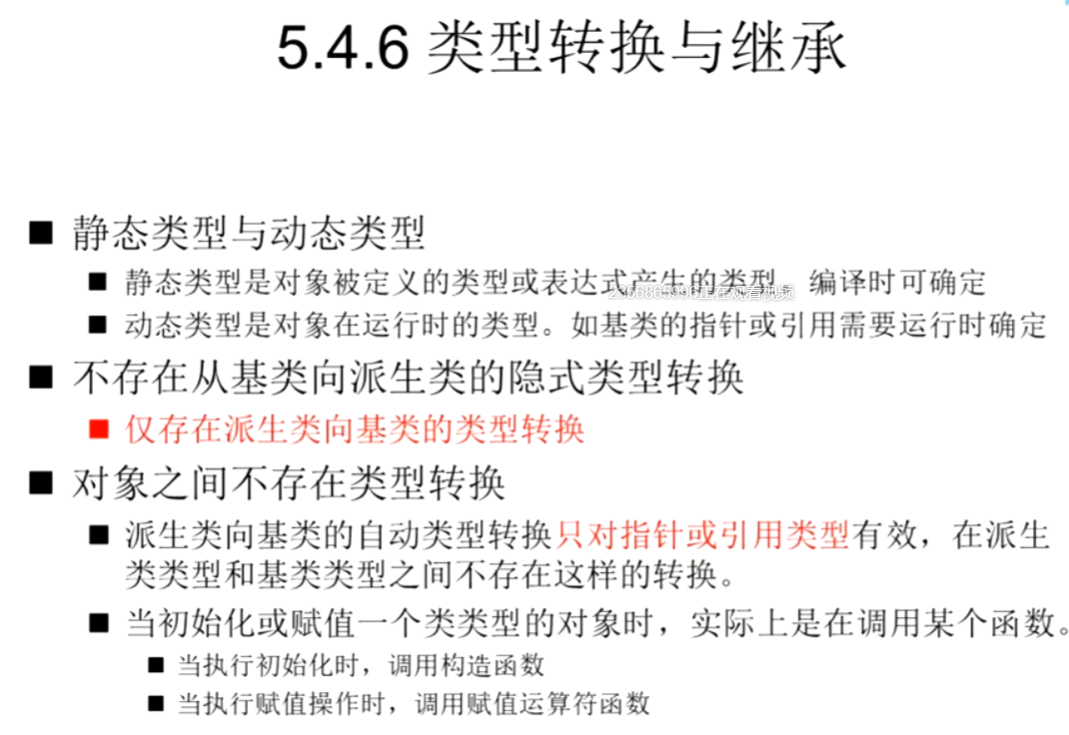 5.4.6 类型转换与继承
静态类型与动态类型
静态类型是对象被定义的类型或表达式产生的类型。编译时可确定
2356865996正在观看视频
动态类型是对象在运行时的类型。如基类的指针或引用需要运行时确定
不存在从基类向派生类的隐式类型转换
仅存在派生类向基类的类型转换
对象之间不存在类型转换
派生类向基类的自动类型转换只对指针或引用类型有效，在派生
类类型和基类类型之间不存在这样的转换。
当初始化或赋值一个类类型的对象时，实际上是在调用某个函数。
当执行初始化时，调用构造函数
当执行赋值操作时，调用赋值运算符函数